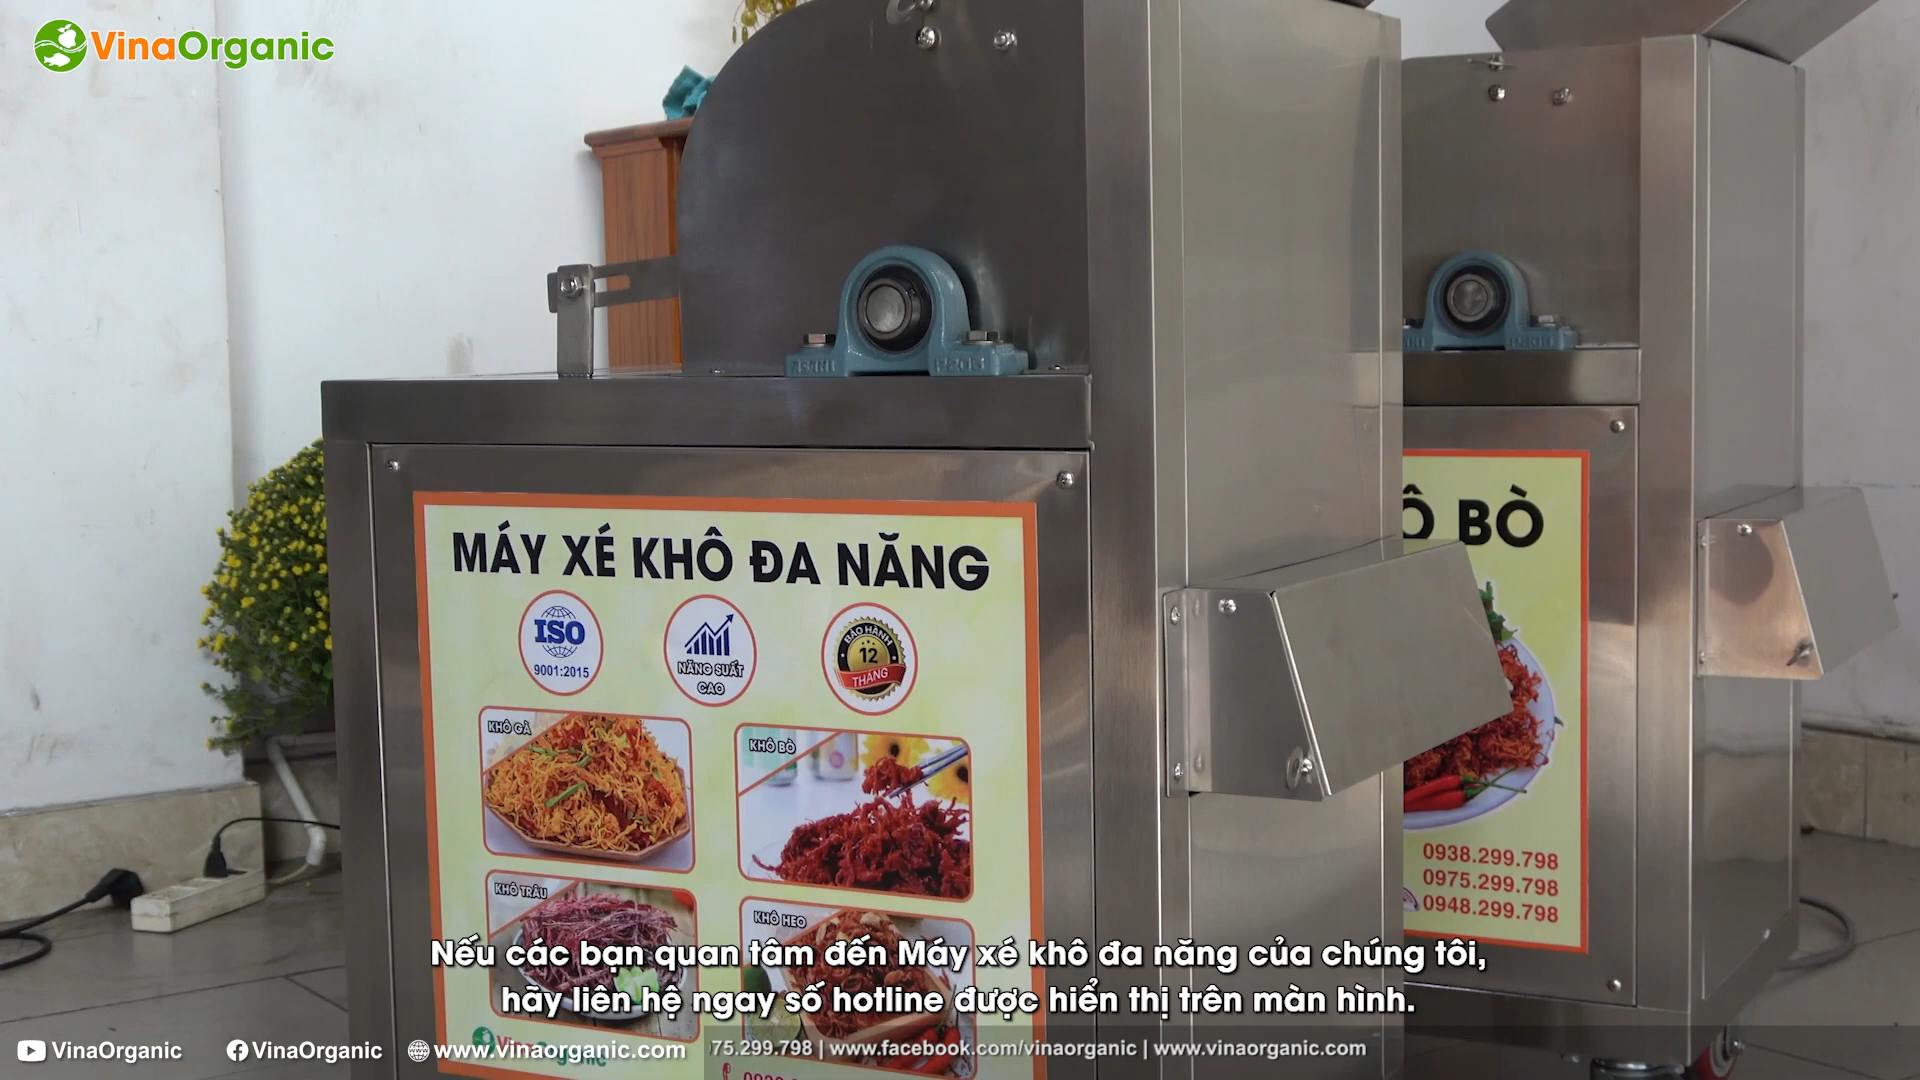 VinaOrganic
ASAHI
P205
MÁY XÉ KHÔ ĐA NĂNG
ISO
9001:2015
NĂNG SUẤT
CAO
BẢO HÀNH
12
THÁNG
KHÔ GÀ
KHÔ BÒ
KHÔ TRÂU
KHÔ HEO
Ô BÒ
0938.299.798
0975.299.798
0948.299.798
Nếu các bạn quan tâm đến Máy xé khô đa năng của chúng tôi,
hãy liên hệ ngay số hotline được hiển thị trên màn hình.
VinaOrganic
VinaOrganic
www.vinaorganic.com
75.299.798 | www.facebook.com/vinaorganic | www.vinaorganic.com